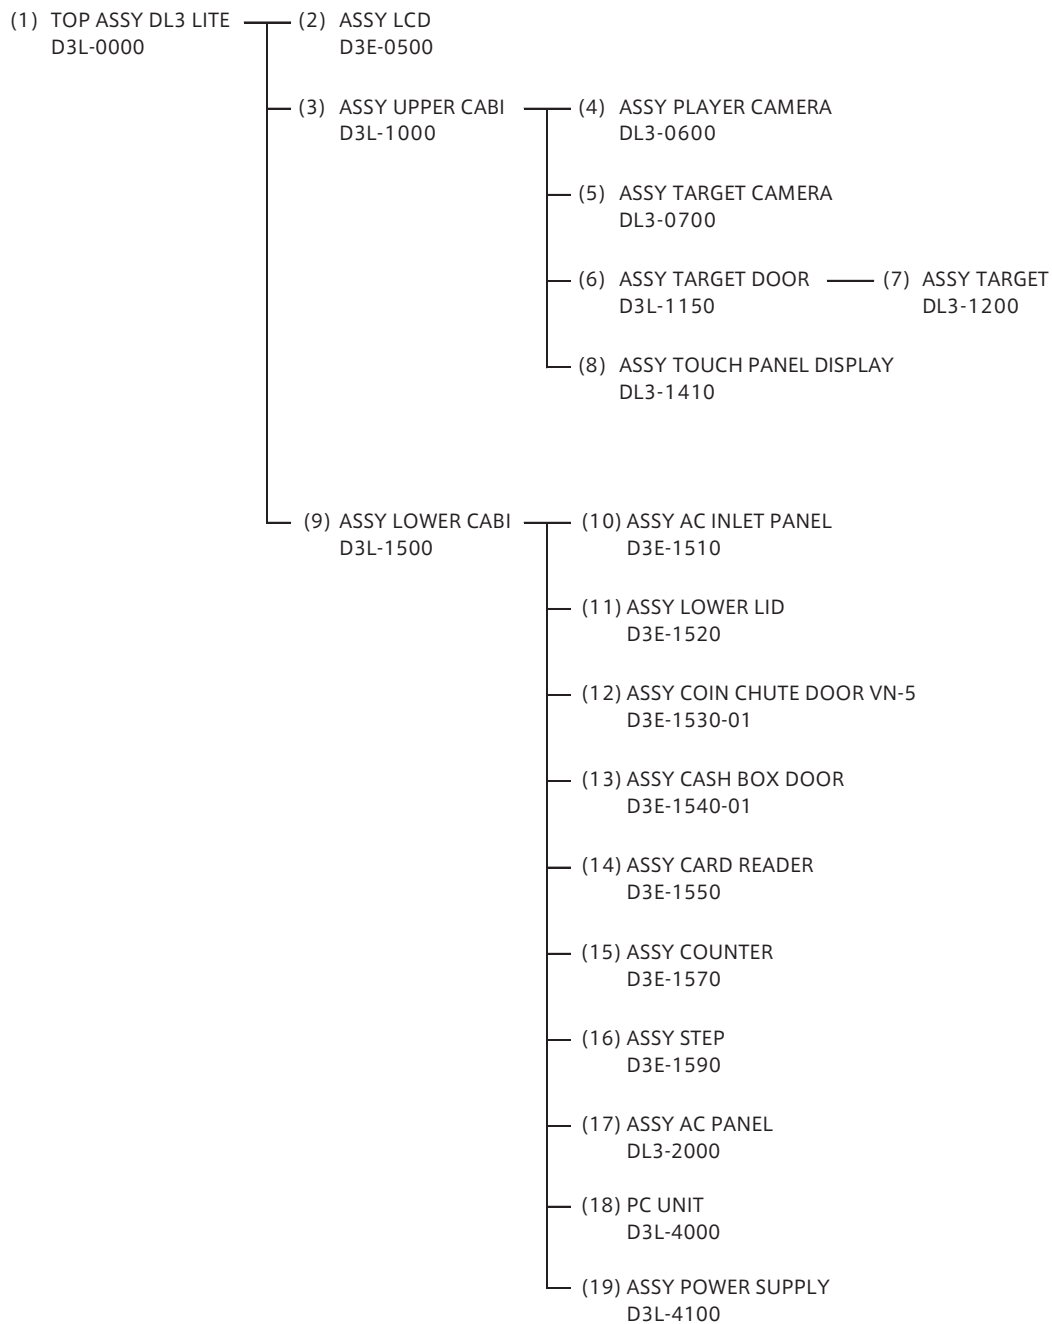 (1) TOP ASSY DL3 LITE
D3L-0000
(2) ASSY LCD
D3E-0500
(3) ASSY UPPER CABI
D3L-1000
(4) ASSY PLAYER CAMERA
DL3-0600
(5) ASSY TARGET CAMERA
DL3-0700
(6) ASSY TARGET DOOR
D3L-1150
(7) ASSY TARGET
DL3-1200
(8) ASSY TOUCH PANEL DISPLAY
DL3-1410
(9) ASSY LOWER CABI
D3L-1500
(10) ASSY AC INLET PANEL
D3E-1510
(11) ASSY LOWER LID
D3E-1520
(12) ASSY COIN CHUTE DOOR VN-5
D3E-1530-01
(13) ASSY CASH BOX DOOR
D3E-1540-01
(14) ASSY CARD READER
D3E-1550
(15) ASSY COUNTER
D3E-1570
(16) ASSY STEP
D3E-1590
(17) ASSY AC PANEL
DL3-2000
(18) PC UNIT
D3L-4000
(19) ASSY POWER SUPPLY
D3L-4100